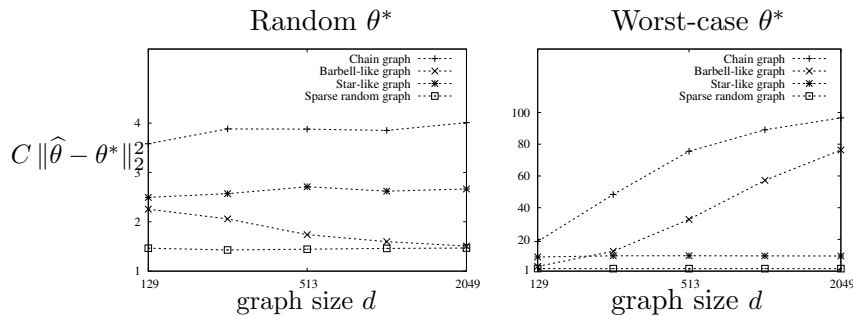 Random θ*
Worst-case θ*
C ‖θ̂ − θ*‖₂²
4
3
2
1
Chain graph
Barbell-like graph
Star-like graph
Sparse random graph
129
513
2049
graph size d
100
80
60
40
20
1
Chain graph
Barbell-like graph
Star-like graph
Sparse random graph
129
513
2049
graph size d